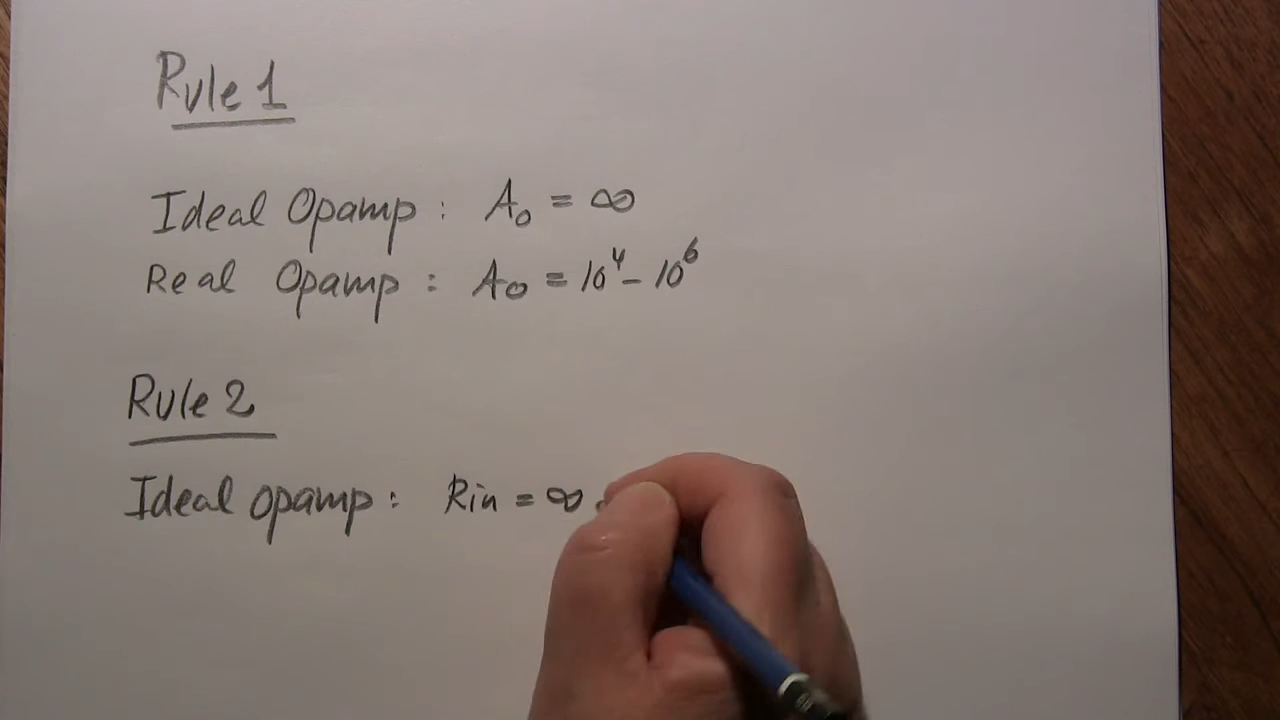 Rule 1
Ideal Opamp : A₀ = ∞
Real Opamp : A₀ = 10⁴ - 10⁶
Rule 2
Ideal opamp : Rin = ∞